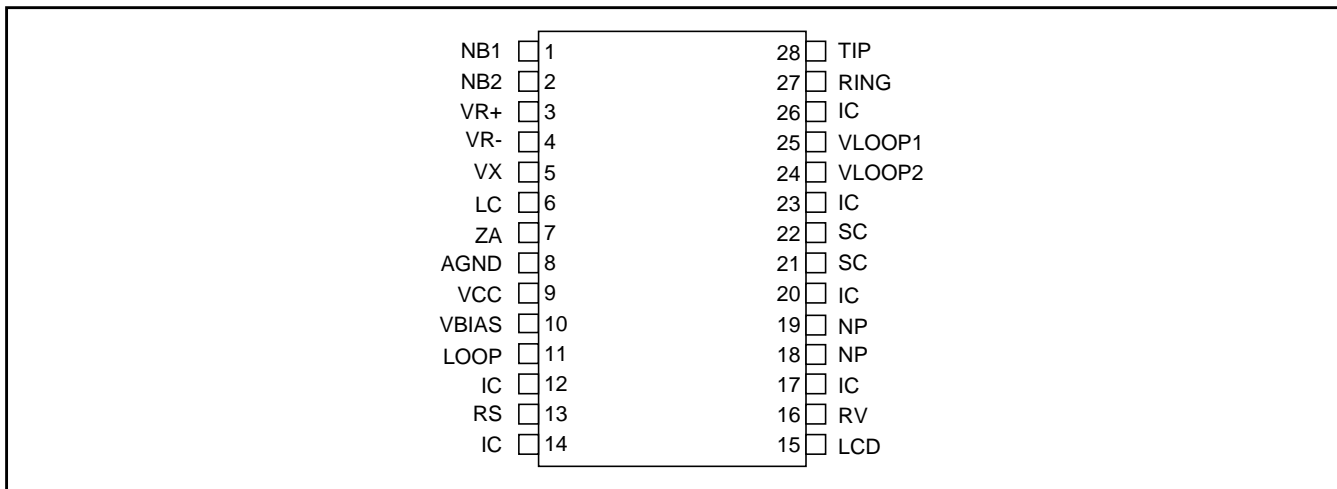 NB1 1 28 TIP
NB2 2 27 RING
VR+ 3 26 IC
VR- 4 25 VLOOP1
VX 5 24 VLOOP2
LC 6 23 IC
ZA 7 22 SC
AGND 8 21 SC
VCC 9 20 IC
VBIAS 10 19 NP
LOOP 11 18 NP
IC 12 17 IC
RS 13 16 RV
IC 14 15 LCD